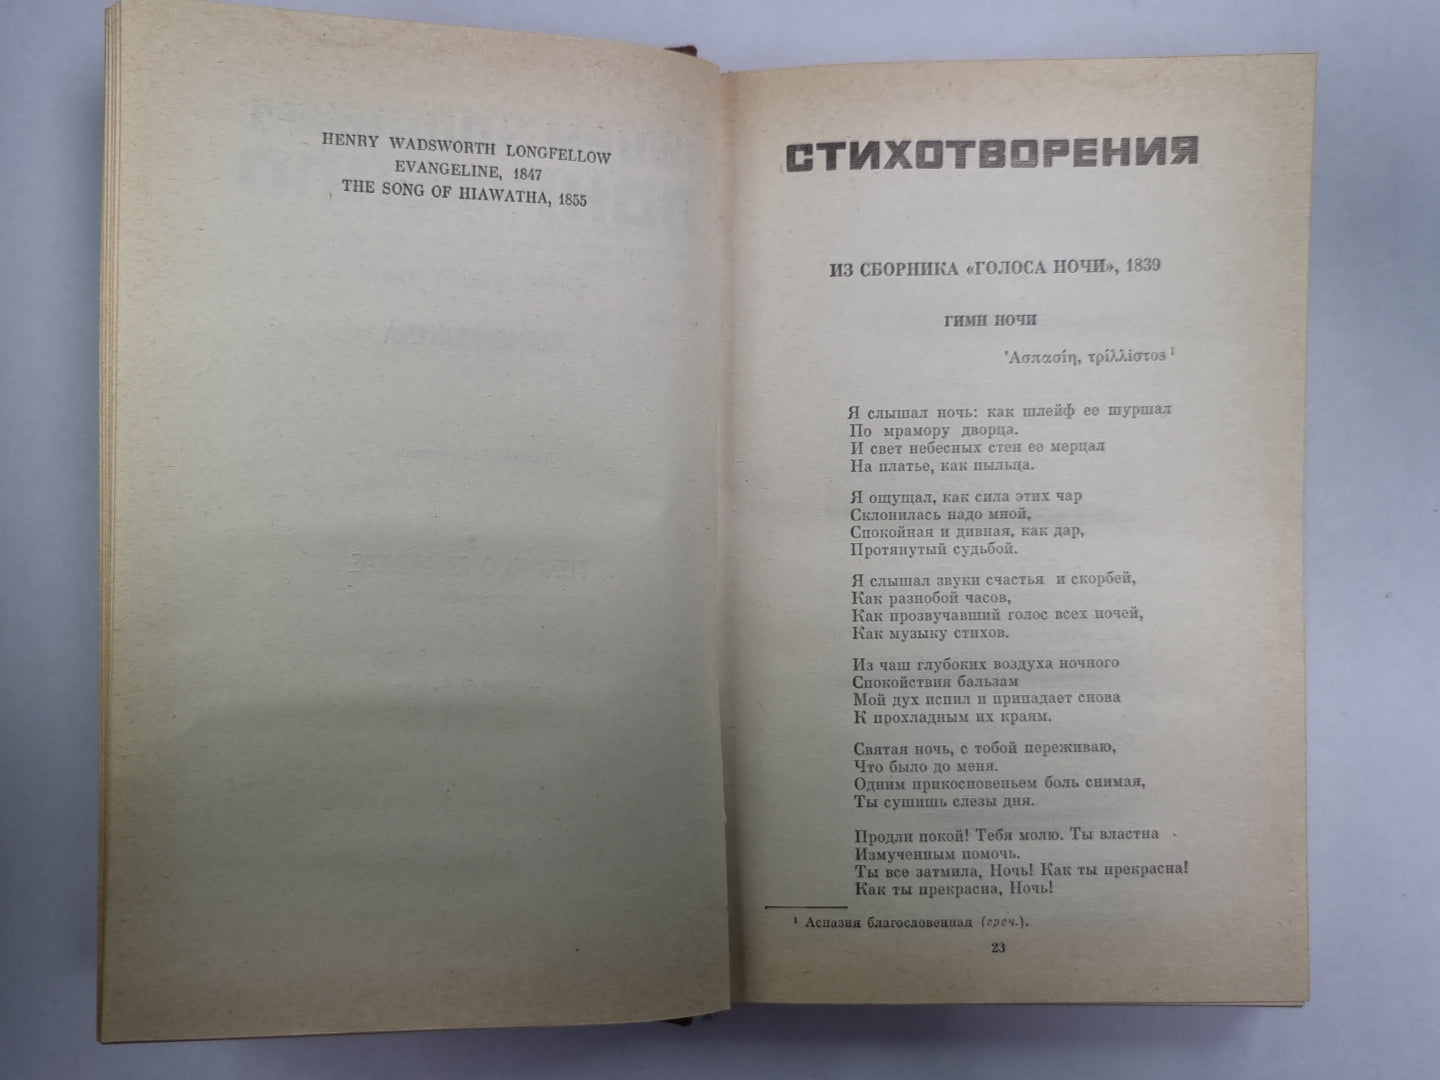 HENRY WADSWORTH LONGFELLOW
EVANGELINE, 1847
THE SONG OF HIAWATHA, 1855
СТИХОТВОРЕНИЯ
ИЗ СБОРНИКА «ГОЛОСА НОЧИ», 1839
ГИМН НОЧИ
’Ασπασίη, τρίλλίστος ¹
Я слышал ночь: как шлейф ее шуршал
По мрамору дворца.
И свет небесных стен ее мерцал
На платье, как пыльца.
Я ощущал, как сила этих чар
Склонилась надо мной,
Спокойная и дивная, как дар,
Протянутый судьбой.
Я слышал звуки счастья и скорбей,
Как разнобой часов,
Как прозвучавший голос всех ночей,
Как музыку стихов.
Из чаш глубоких воздуха ночного
Спокойствия бальзам
Мой дух испил и припадает снова
К прохладным их краям.
Святая ночь, с тобой переживаю,
Что было до меня.
Одним прикосновеньем боль снимая,
Ты сушишь слезы дня.
Продли покой! Тебя молю. Ты властна
Измученным помочь.
Ты все затмила, Ночь! Как ты прекрасна!
Как ты прекрасна, Ночь!
¹ Аспазия благословенная (греч.).
23